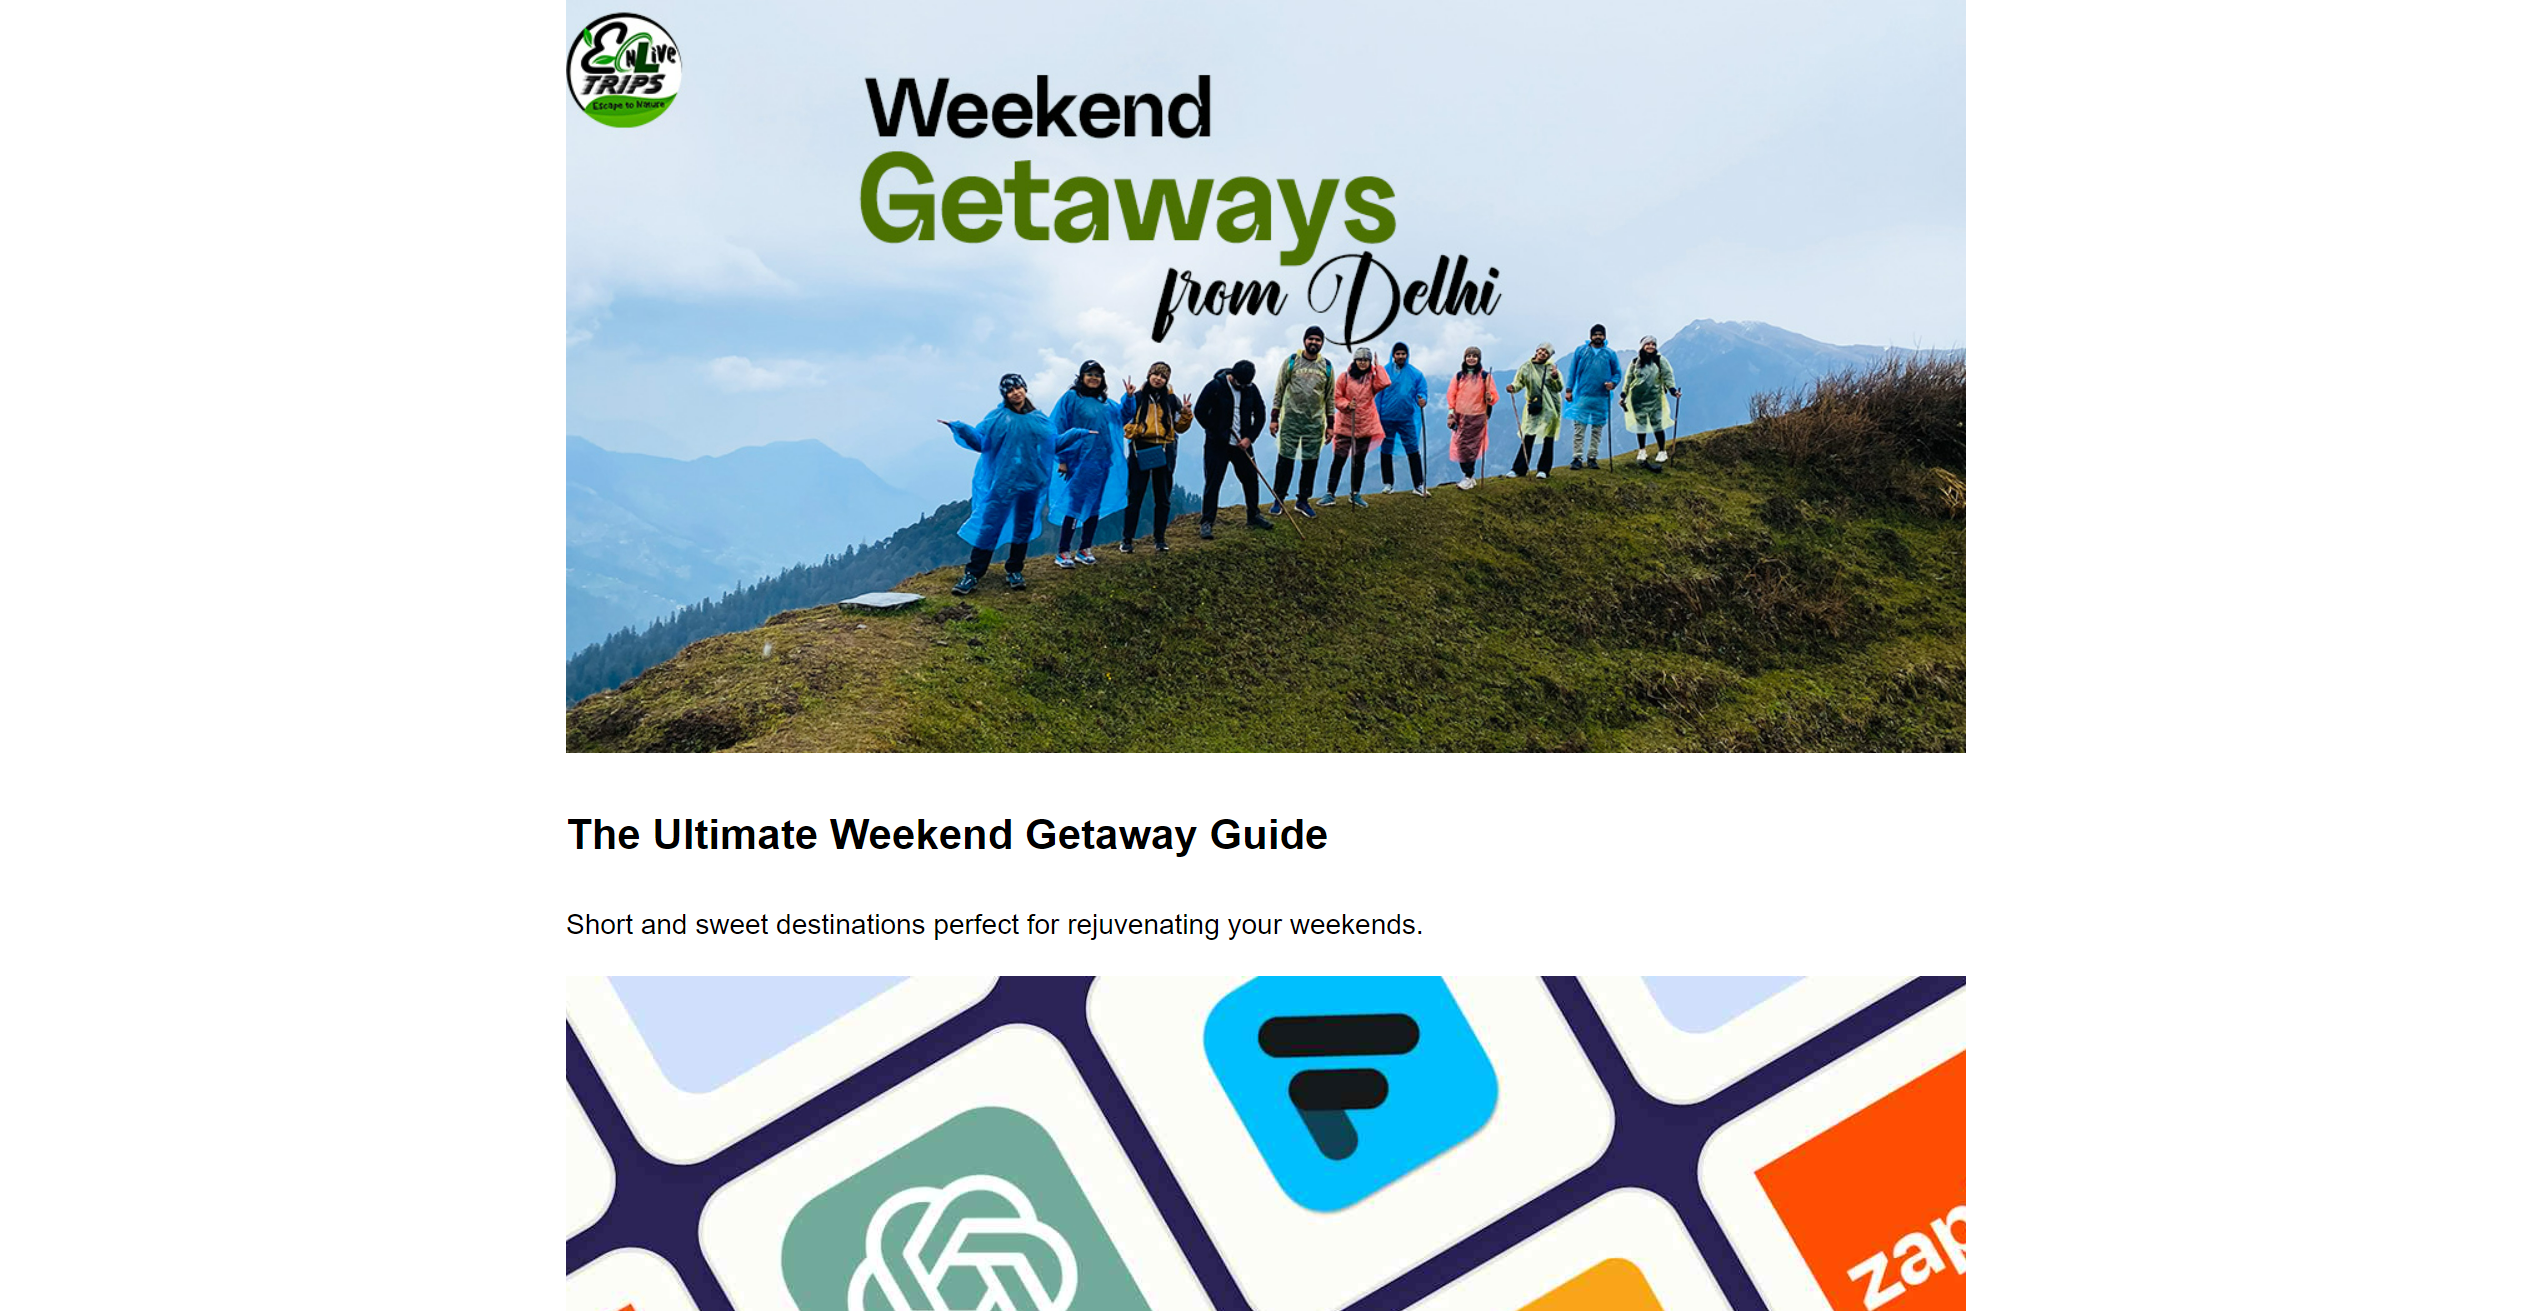 EnLive
TRIPS
Escape to Nature
Weekend
Getaways
from Delhi
The Ultimate Weekend Getaway Guide
Short and sweet destinations perfect for rejuvenating your weekends.
zap